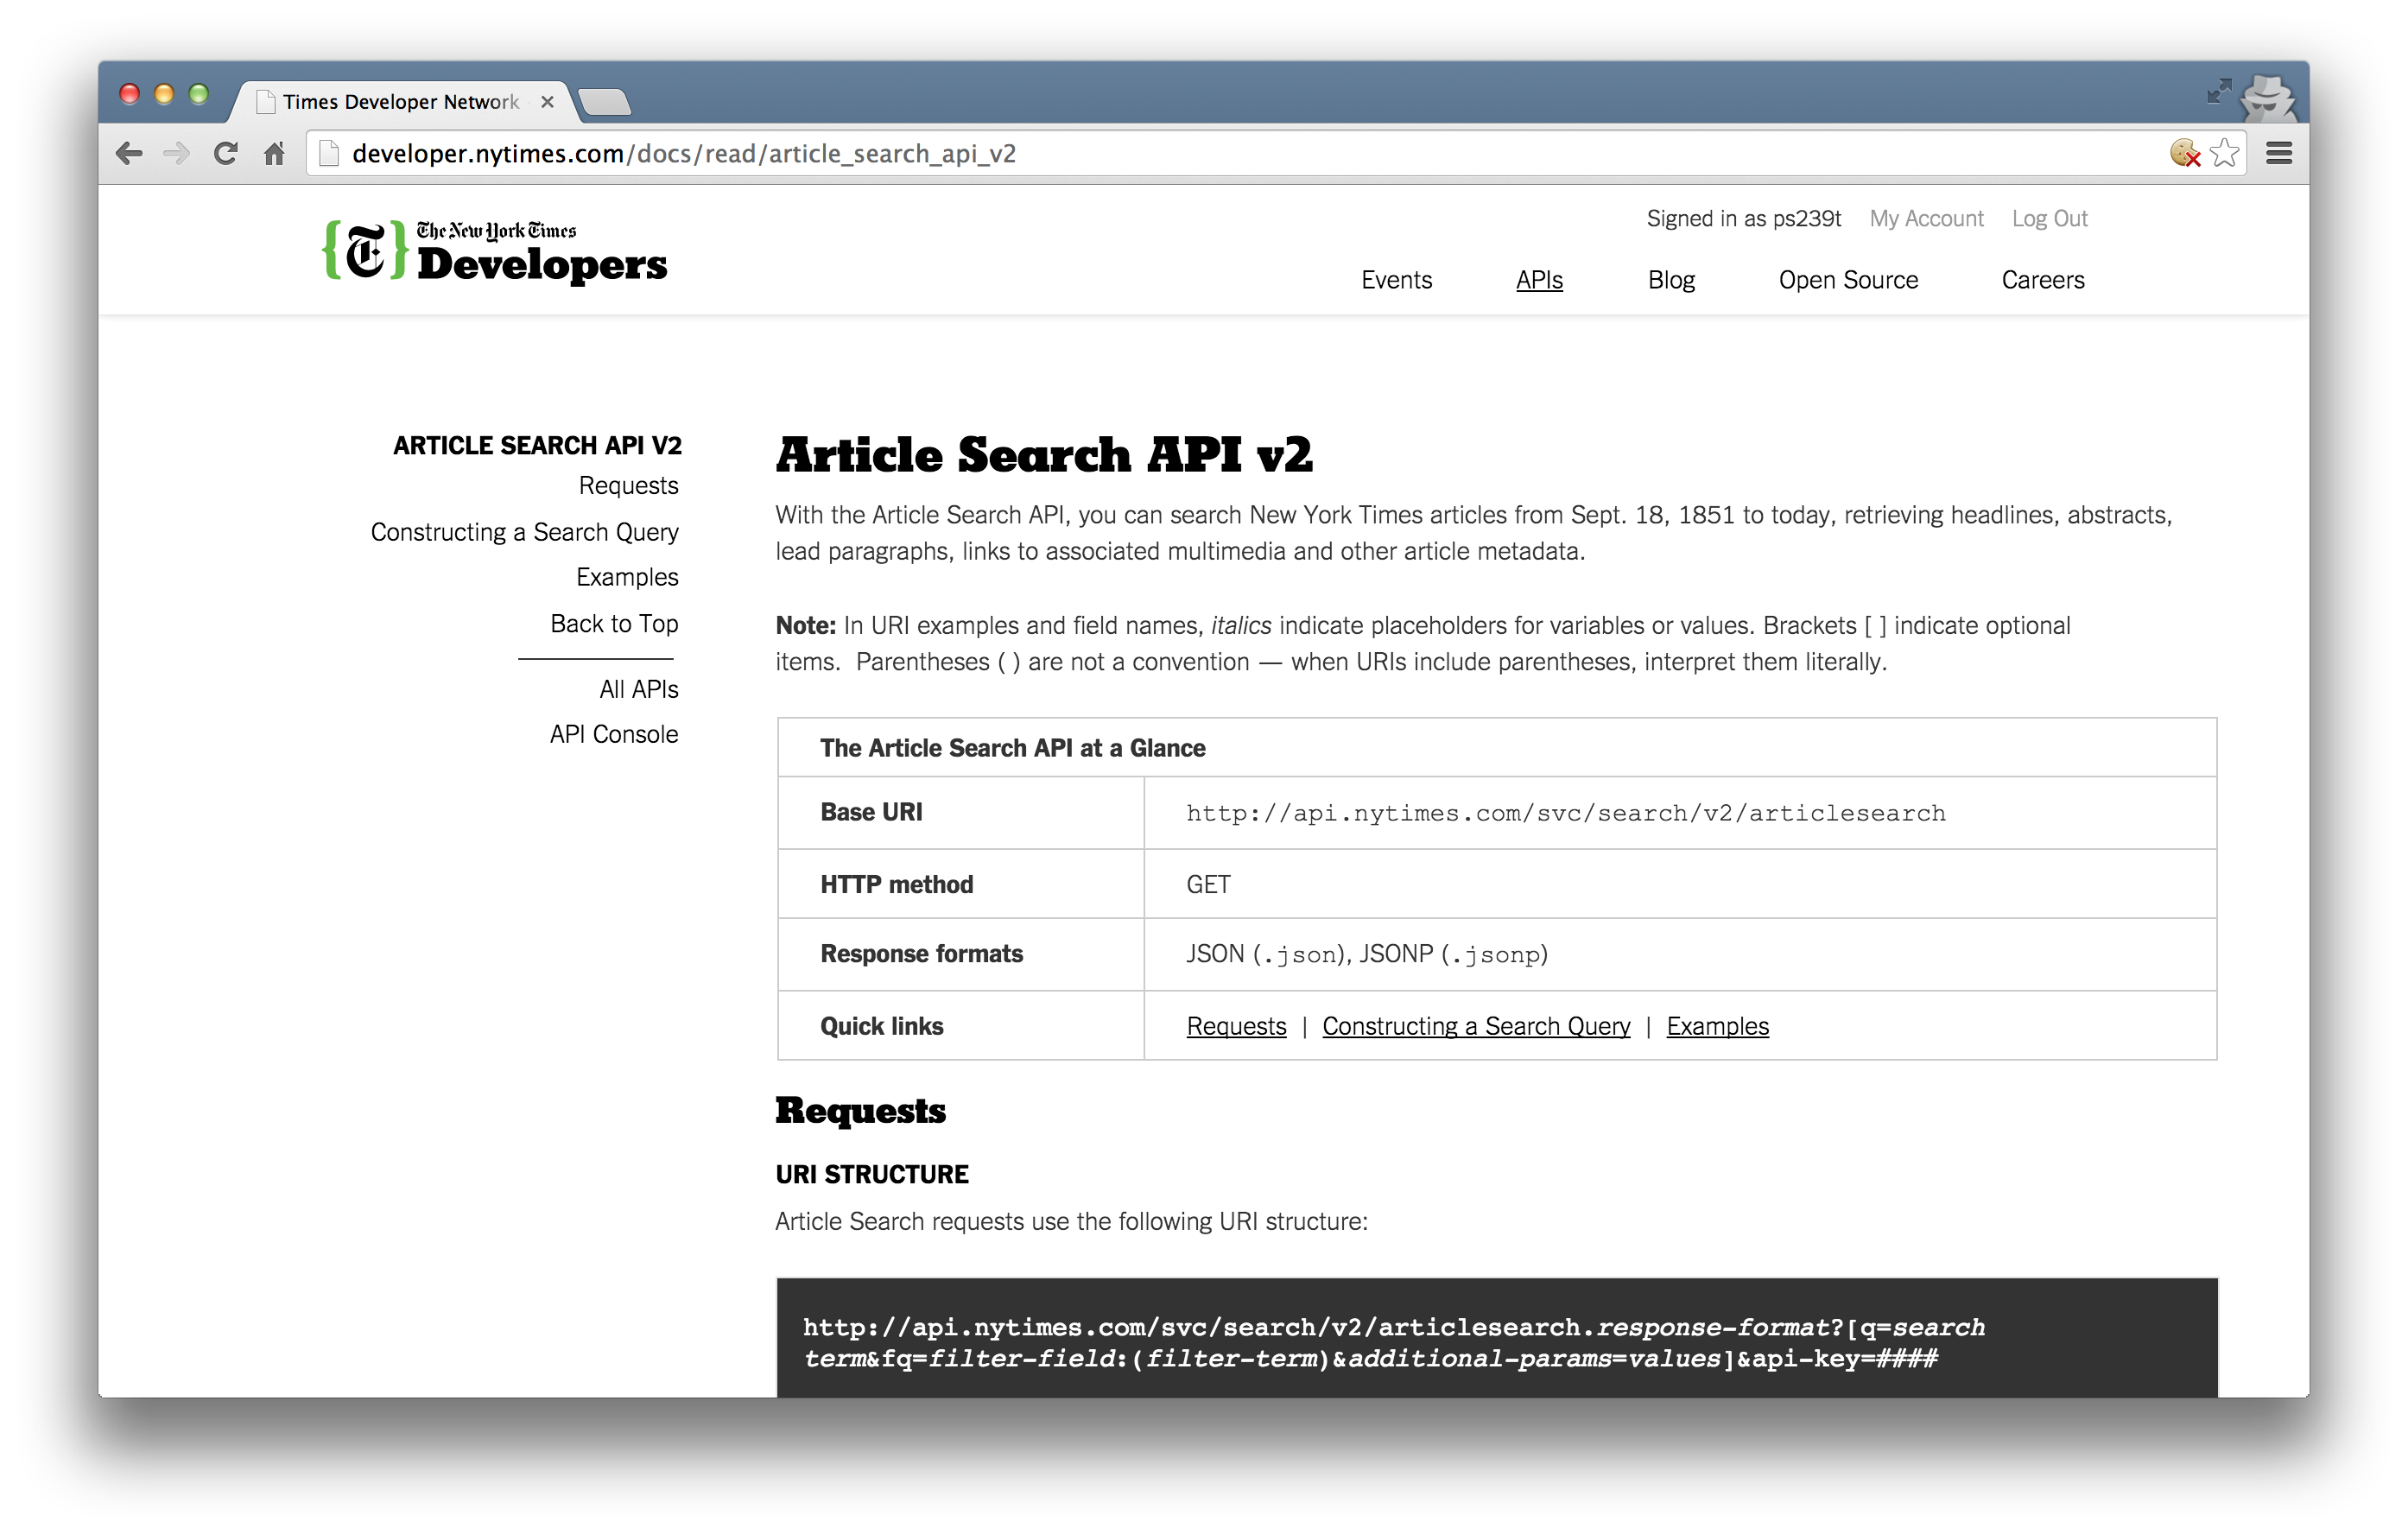 Times Developer Network
developer.nytimes.com/docs/read/article_search_api_v2
Signed in as ps239t My Account Log Out
{T} The New York Times
Developers
Events APIs Blog Open Source Careers
ARTICLE SEARCH API V2
Requests
Constructing a Search Query
Examples
Back to Top
All APIs
API Console
Article Search API v2
With the Article Search API, you can search New York Times articles from Sept. 18, 1851 to today, retrieving headlines, abstracts,
lead paragraphs, links to associated multimedia and other article metadata.
Note: In URI examples and field names, italics indicate placeholders for variables or values. Brackets [ ] indicate optional
items.  Parentheses ( ) are not a convention — when URIs include parentheses, interpret them literally.
The Article Search API at a Glance
Base URI http://api.nytimes.com/svc/search/v2/articlesearch
HTTP method GET
Response formats JSON (.json), JSONP (.jsonp)
Quick links Requests | Constructing a Search Query | Examples
Requests
URI STRUCTURE
Article Search requests use the following URI structure:
http://api.nytimes.com/svc/search/v2/articlesearch.response-format?[q=search
term&fq=filter-field:(filter-term)&additional-params=values]&api-key=####